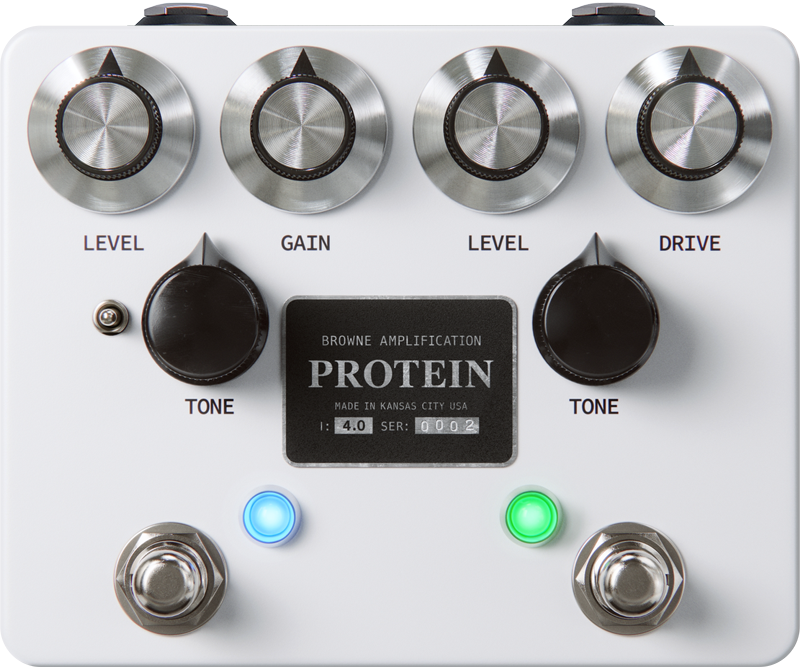 LEVEL GAIN LEVEL DRIVE
TONE TONE
BROWNE AMPLIFICATION
PROTEIN
MADE IN KANSAS CITY USA
I: 4.0 SER: 0002